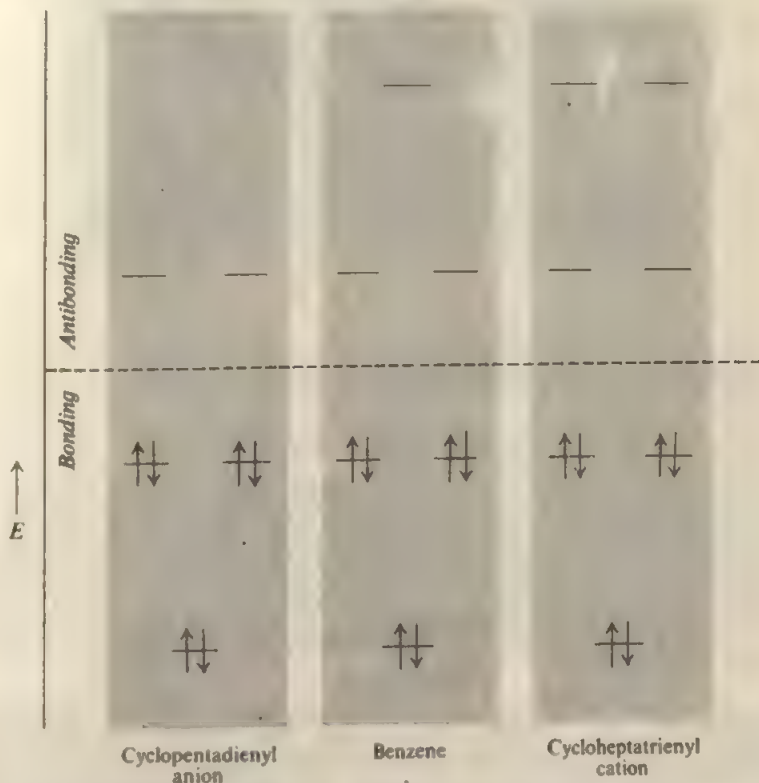 Antibonding
Bonding
E
Cyclopentadienyl
anion
Benzene
Cycloheptatrienyl
cation